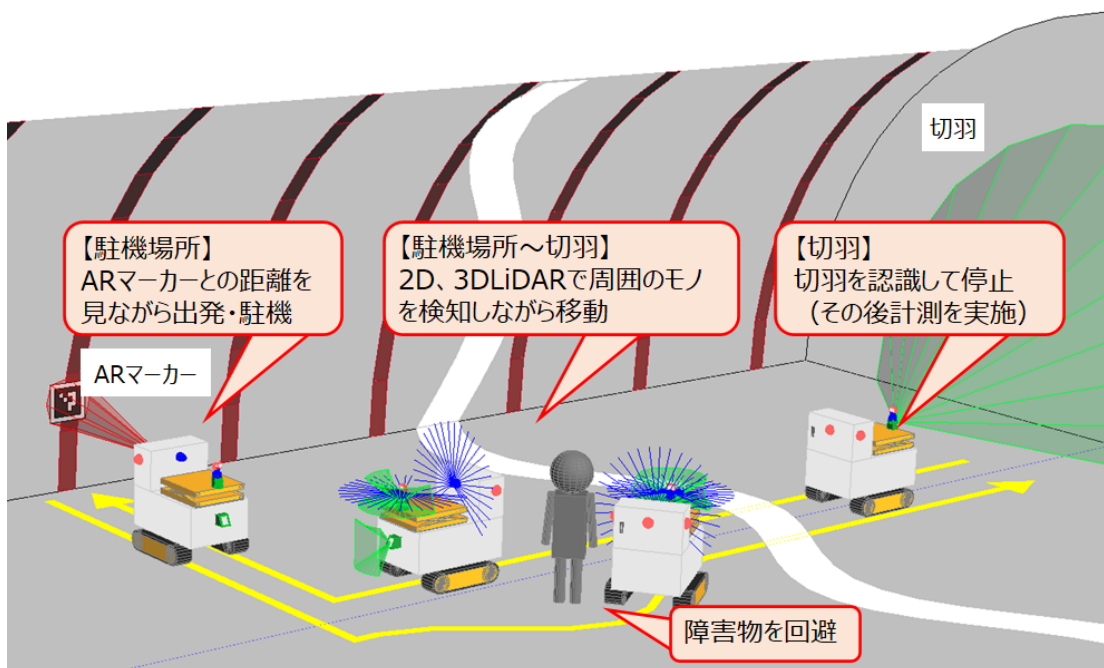 切羽
【駐機場所】
ARマーカーとの距離を
見ながら出発・駐機
【駐機場所～切羽】
2D、3DLiDARで周囲のモノ
を検知しながら移動
【切羽】
切羽を認識して停止
（その後計測を実施）
ARマーカー
障害物を回避